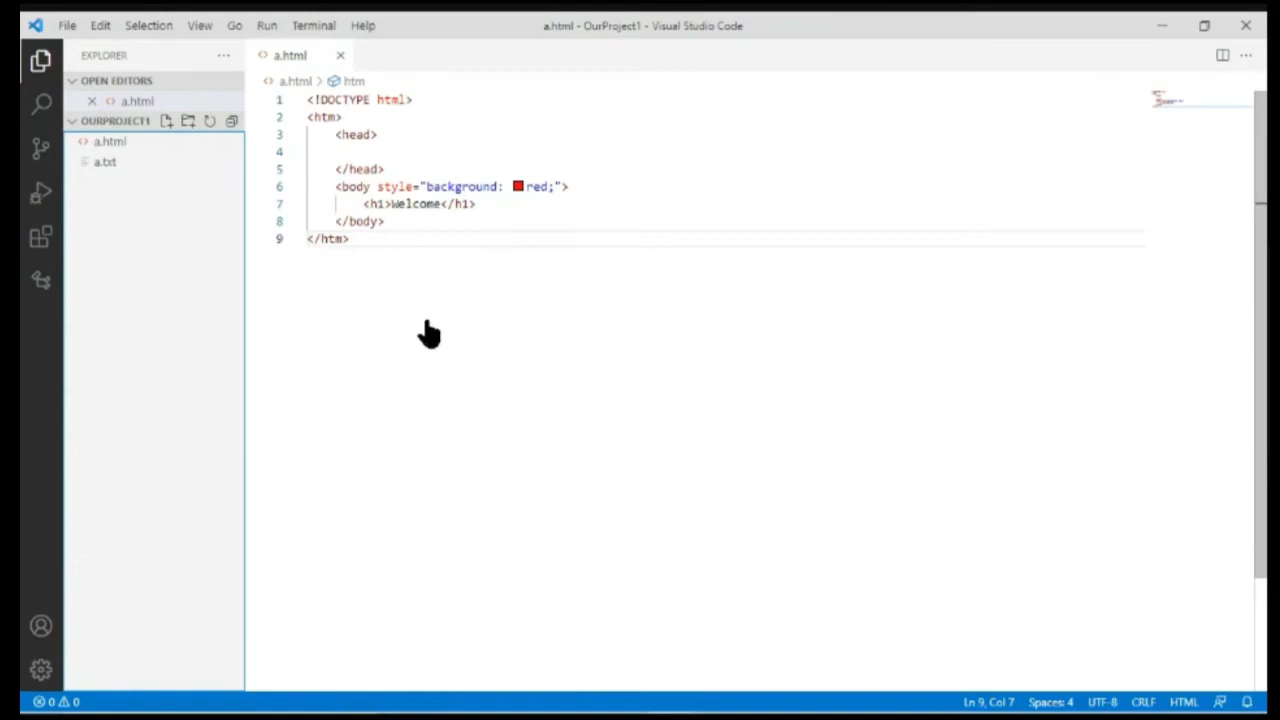 File Edit Selection View Go Run Terminal Help
a.html - OurProject1 - Visual Studio Code
EXPLORER
a.html
OPEN EDITORS
a.html > htm
a.html
OURPROJECT1
a.html
a.txt
1 <!DOCTYPE html>
2 <htm>
3 <head>
4
5 </head>
6 <body style="background: red;">
7 <h1>Welcome</h1>
8 </body>
9 </htm>
0 0
Ln 9, Col 7 Spaces: 4 UTF-8 CRLF HTML